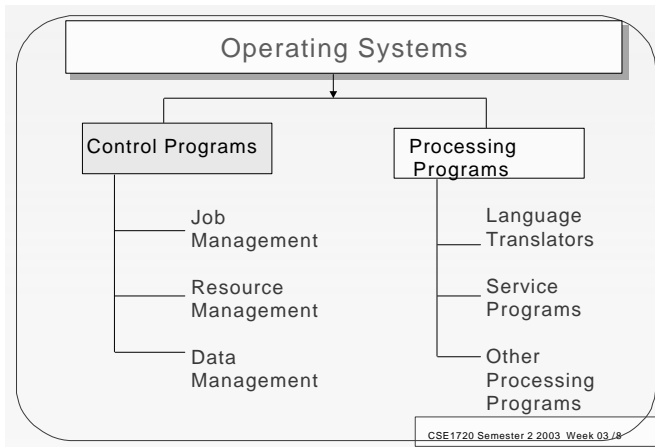 Operating Systems
Control Programs
Job
Management
Resource
Management
Data
Management
Processing
Programs
Language
Translators
Service
Programs
Other
Processing
Programs
CSE1720 Semester 2 2003 Week 03 /8